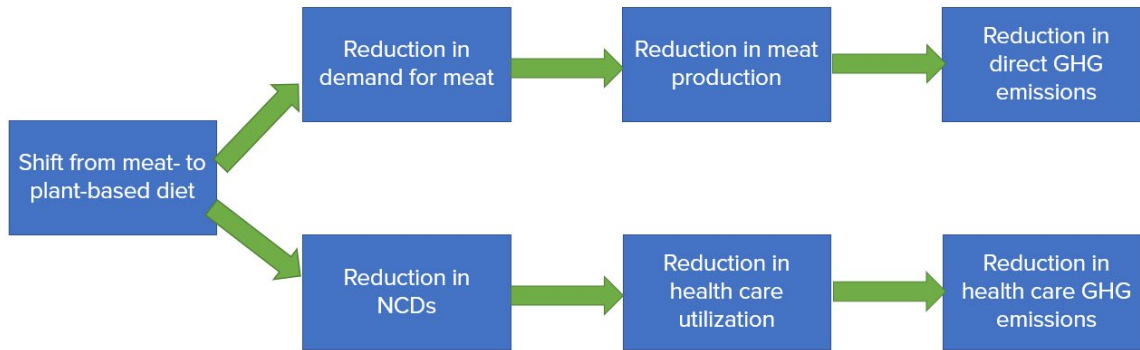 Shift from meat- to
plant-based diet
Reduction in
demand for meat
Reduction in meat
production
Reduction in
direct GHG
emissions
Reduction in
NCDs
Reduction in
health care
utilization
Reduction in
health care GHG
emissions